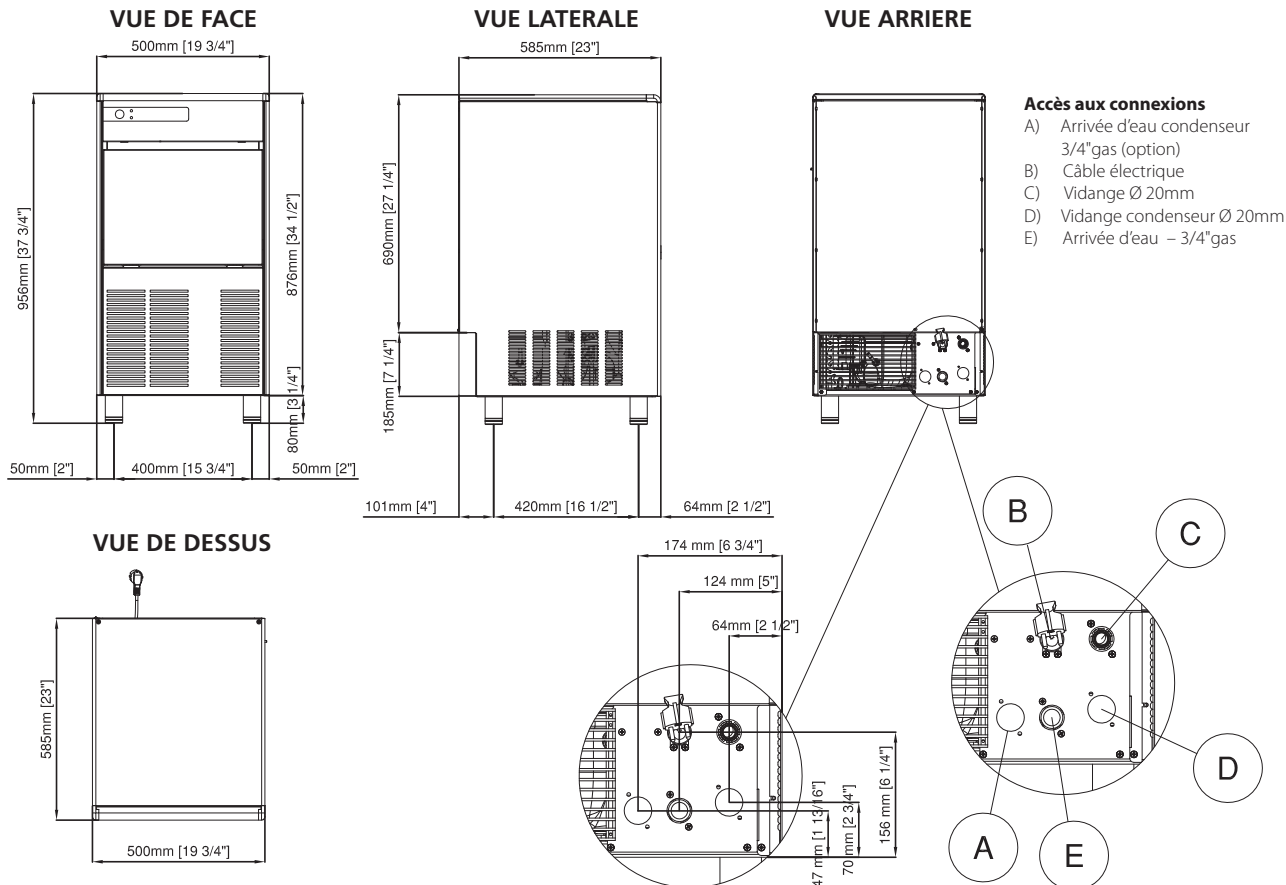 VUE DE FACE
500mm [19 3/4"]
956mm [37 3/4"]
876mm [34 1/2"]
80mm [3 1/4"]
50mm [2"]
400mm [15 3/4"]
50mm [2"]
VUE LATERALE
585mm [23"]
690mm [27 1/4"]
185mm [7 1/4"]
101mm [4"]
420mm [16 1/2"]
64mm [2 1/2"]
VUE ARRIERE
Accès aux connexions
A) Arrivée d'eau condenseur
3/4"gas (option)
B) Câble électrique
C) Vidange Ø 20mm
D) Vidange condenseur Ø 20mm
E) Arrivée d'eau – 3/4"gas
VUE DE DESSUS
585mm [23"]
500mm [19 3/4"]
174 mm [6 3/4"]
124 mm [5"]
64mm [2 1/2"]
47 mm [1 13/16"]
70 mm [2 3/4"]
156 mm [6 1/4"]
B
C
D
A
E